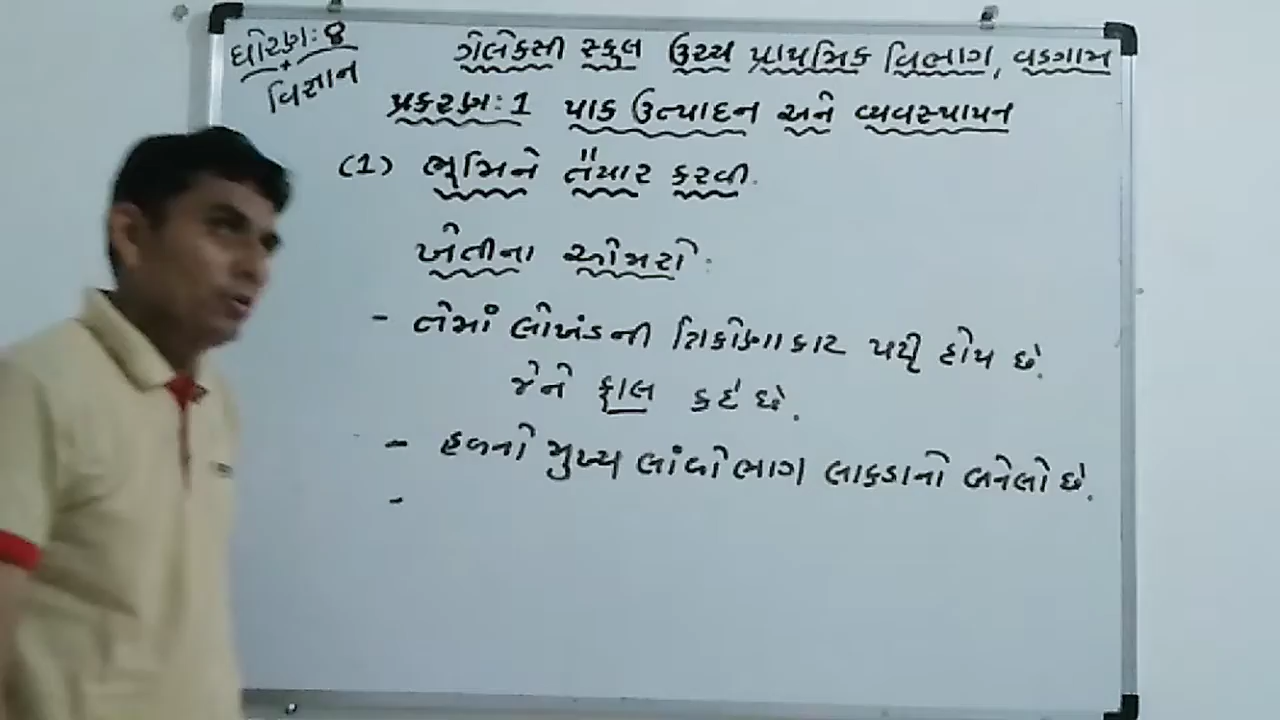 ધોરણ: 8
વિજ્ઞાન
ગેલેક્સી સ્કુલ ઉચ્ચ પ્રાથમિક વિભાગ, વડગામ
પ્રકરણ: 1 પાક ઉત્પાદન અને વ્યવસ્થાપન
(1) ભૂમિને તૈયાર કરવી.
ખેતીના ઓજારો:
- તેમાં લોખંડની ત્રિકોણાકાર પટ્ટી હોય છે.
જેને ફાલ કહે છે.
- હળનો મુખ્ય લાંબો ભાગ લાકડાનો બનેલો છે.
-